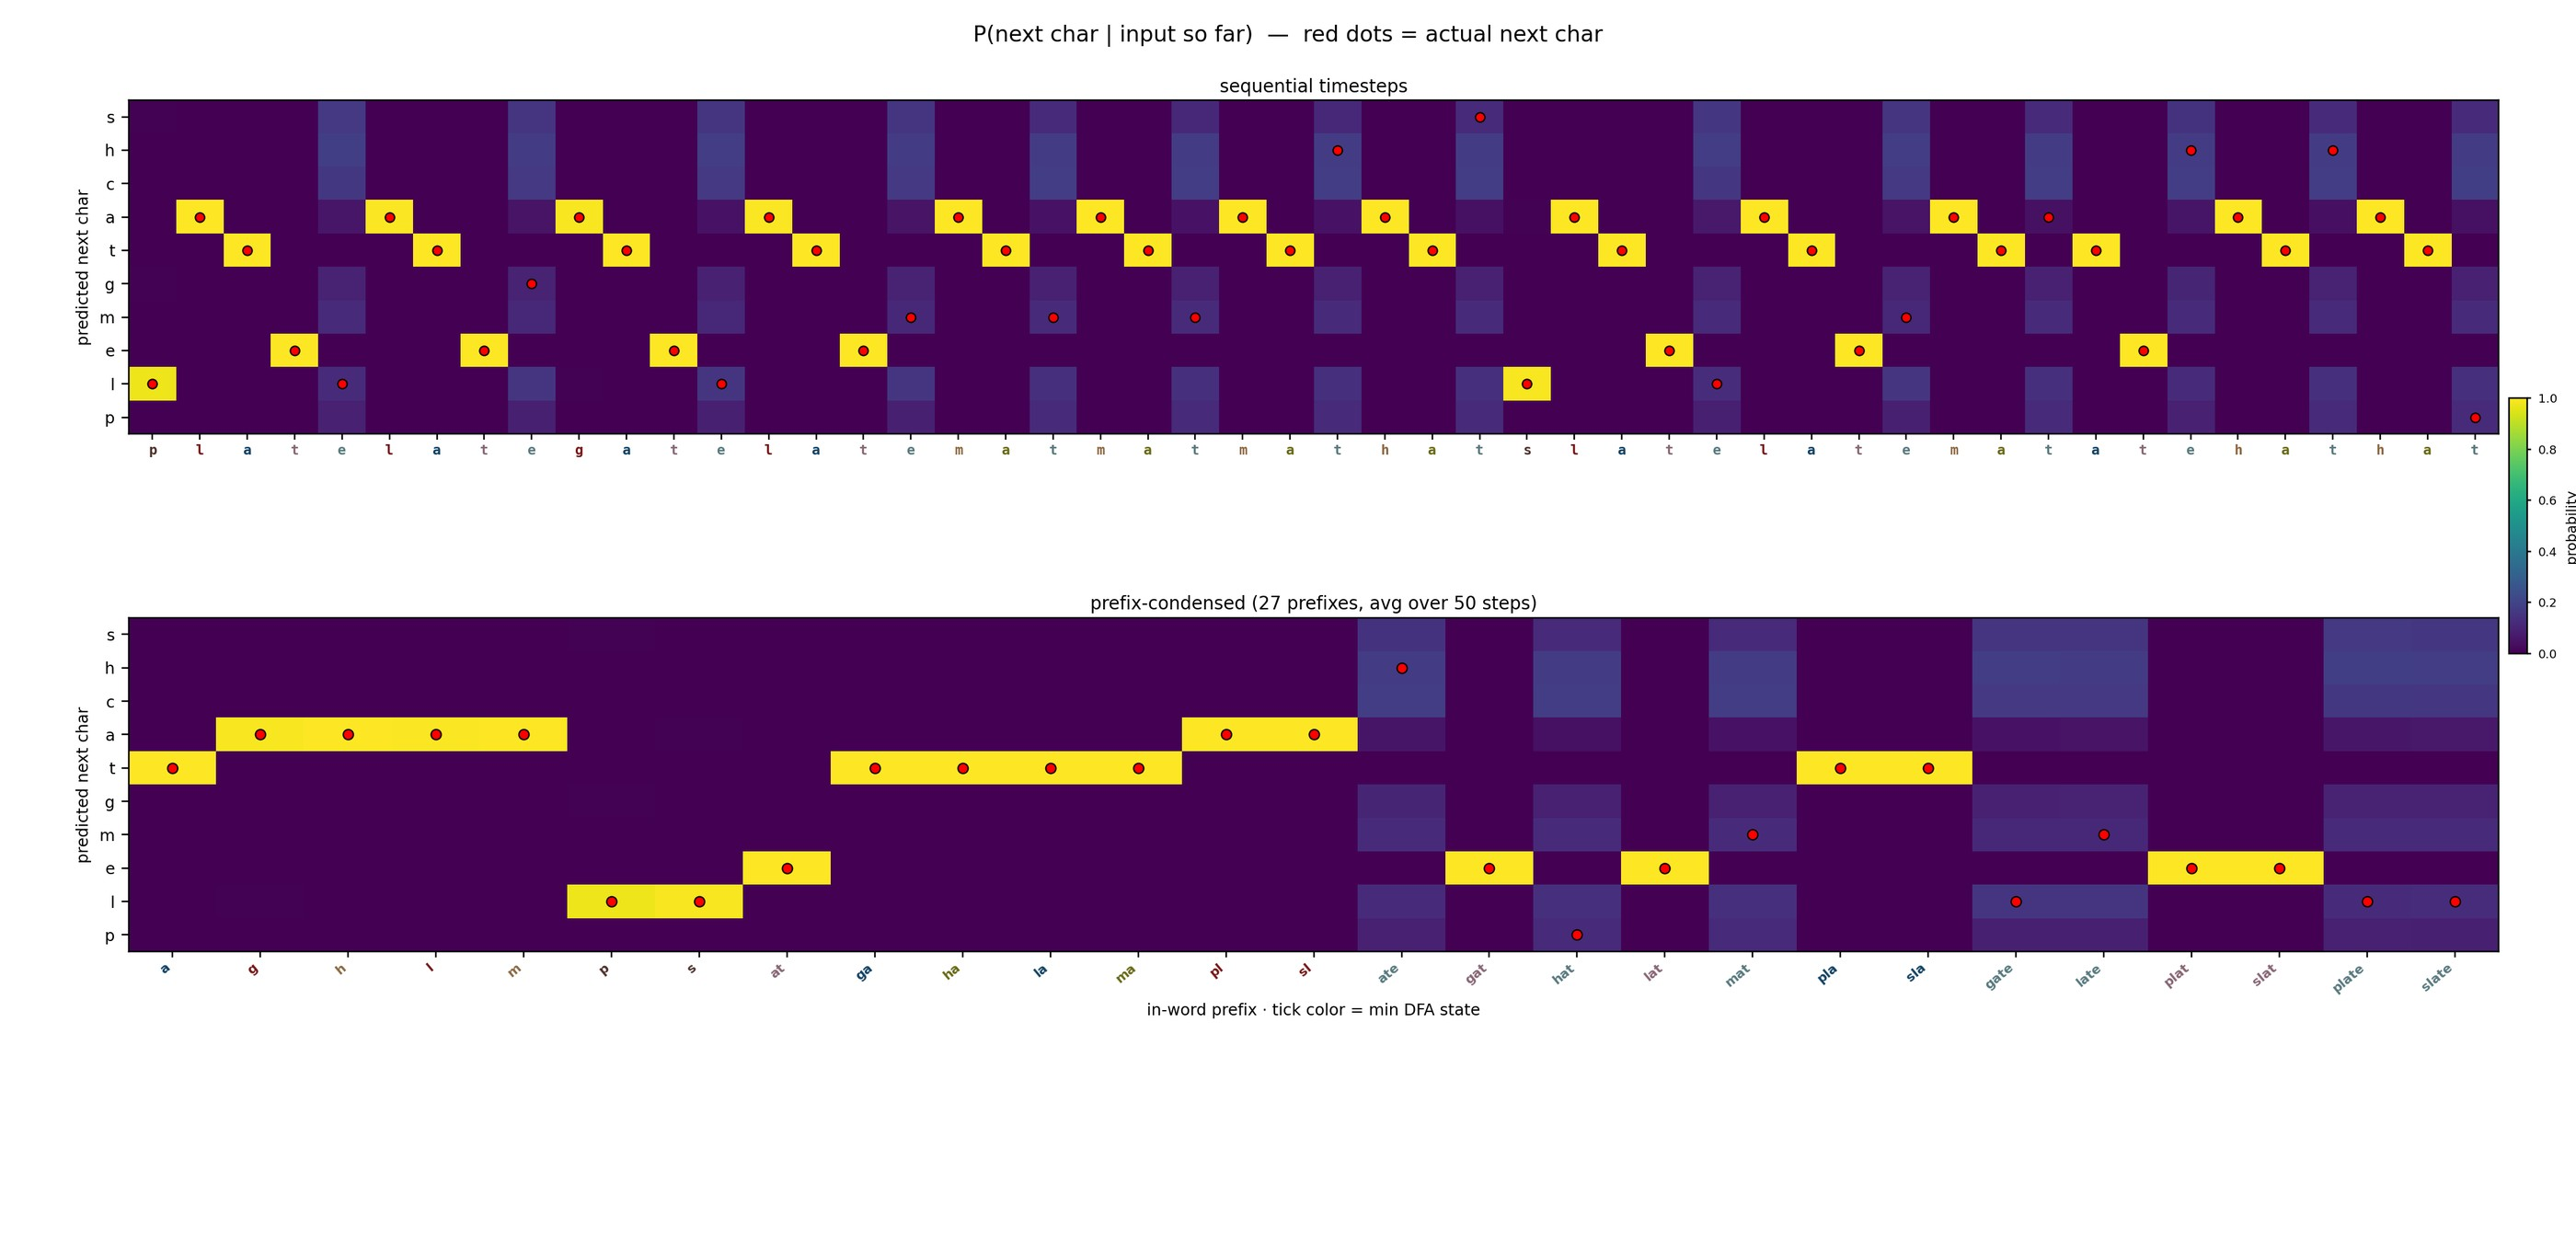 P(next char | input so far) — red dots = actual next char
sequential timesteps
predicted next char
s
h
c
a
t
g
m
e
l
p
p l a t e l a t e g a t e l a t e m a t m a t m a t h a t s l a t e l a t e m a t a t e h a t h a t
1.0
0.8
0.6
0.4
0.2
0.0
probability
prefix-condensed (27 prefixes, avg over 50 steps)
predicted next char
s
h
c
a
t
g
m
e
l
p
a g h l m p s at ga ha la ma pl sl ate gat hat lat mat pla sla gate late plat slat plate slate
in-word prefix · tick color = min DFA state